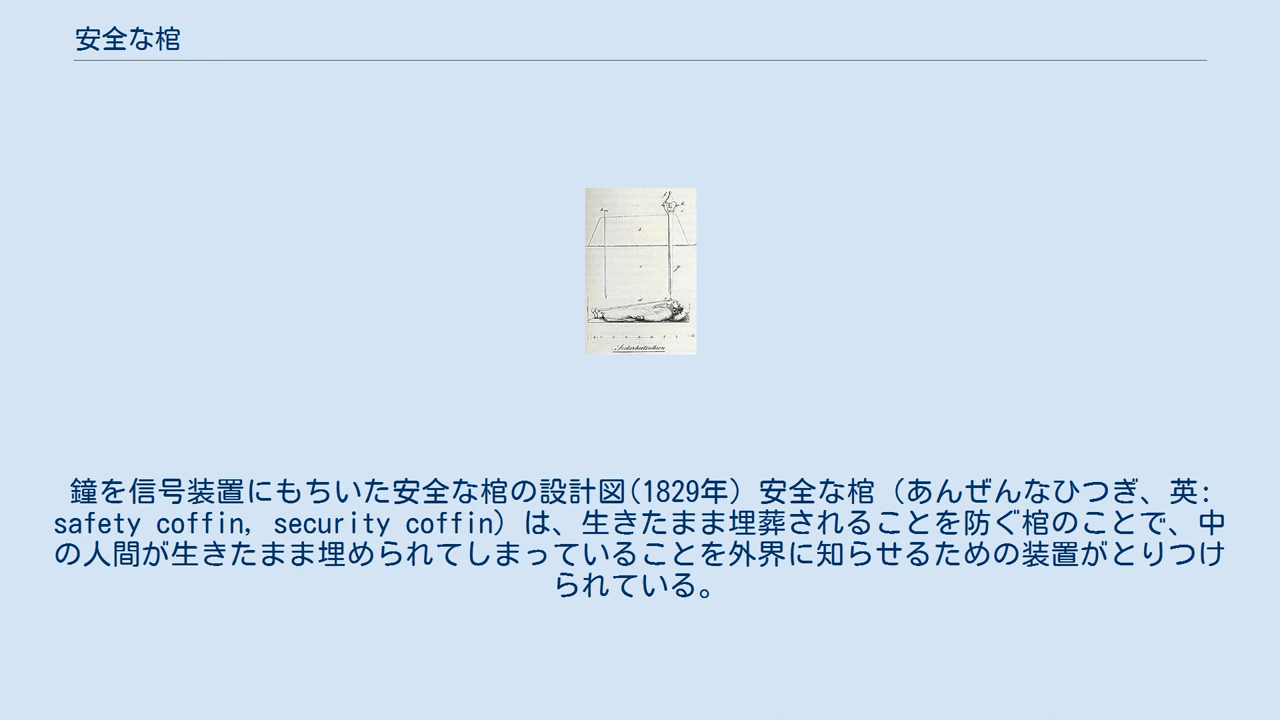 安全な棺
Sicherheitsröhren
鐘を信号装置にもちいた安全な棺の設計図(1829年) 安全な棺 (あんぜんなひつぎ、英:
safety coffin, security coffin) は、生きたまま埋葬されることを防ぐ棺のことで、中
の人間が生きたまま埋められてしまっていることを外界に知らせるための装置がとりつけ
られている。